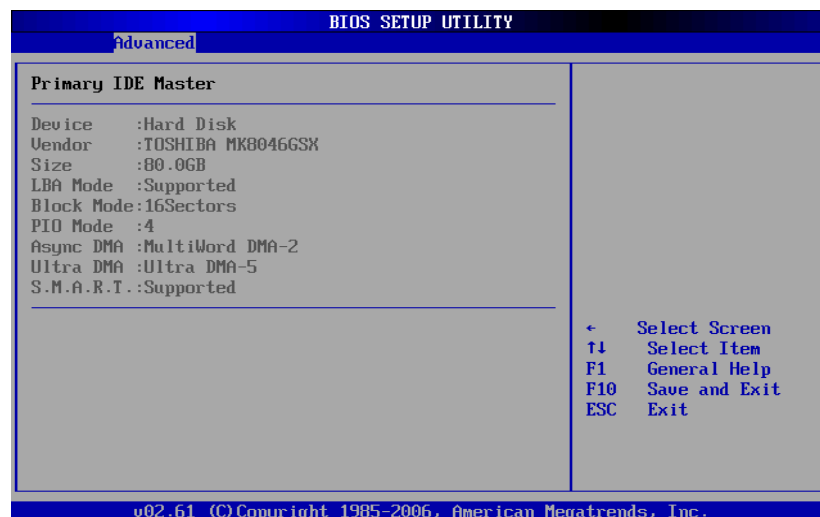 BIOS SETUP UTILITY
Advanced
Primary IDE Master
Device :Hard Disk
Vendor :TOSHIBA MK8046GSX
Size :80.0GB
LBA Mode :Supported
Block Mode:16Sectors
PIO Mode :4
Async DMA :MultiWord DMA-2
Ultra DMA :Ultra DMA-5
S.M.A.R.T.:Supported
← Select Screen
↑↓ Select Item
F1 General Help
F10 Save and Exit
ESC Exit
v02.61 (C)Copyright 1985-2006, American Megatrends, Inc.